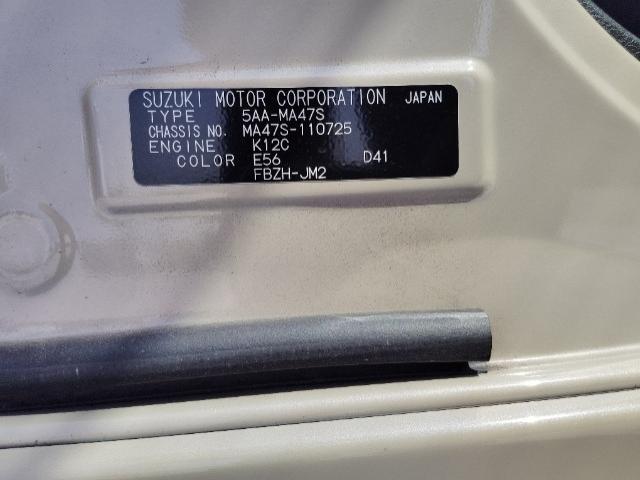 SUZUKI MOTOR CORPORATION JAPAN
TYPE 5AA-MA47S
CHASSIS NO. MA47S-110725
ENGINE K12C
COLOR E56 D41
FBZH-JM2